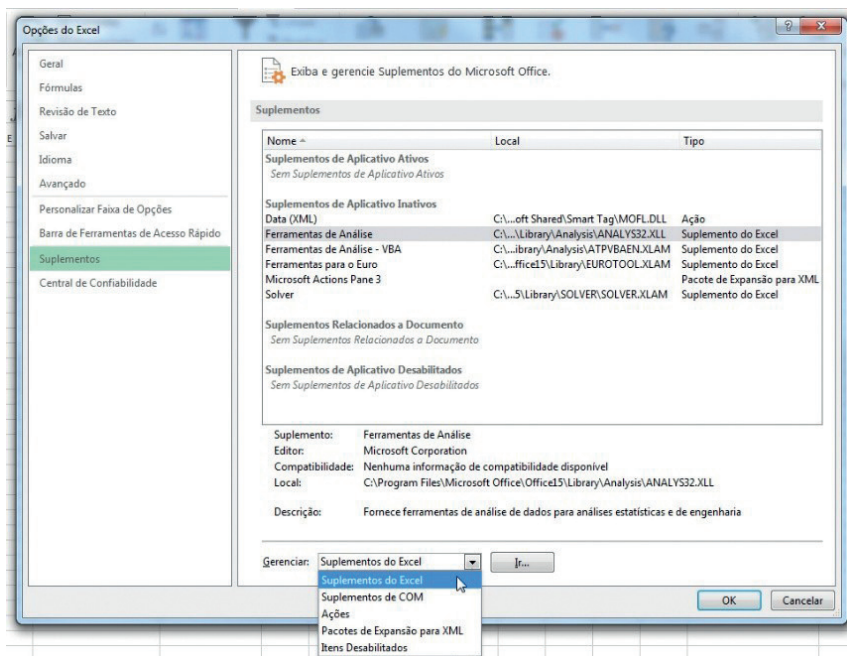 Opções do Excel
Geral
Fórmulas
Revisão de Texto
Salvar
Idioma
Avançado
Personalizar Faixa de Opções
Barra de Ferramentas de Acesso Rápido
Suplementos
Central de Confiabilidade
Exiba e gerencie Suplementos do Microsoft Office.
Suplementos
Nome Local Tipo
Suplementos de Aplicativo Ativos
Sem Suplementos de Aplicativo Ativos
Suplementos de Aplicativo Inativos
Data (XML) C:\...oft Shared\Smart Tag\MOFL.DLL Ação
Ferramentas de Análise C:\...\Library\Analysis\ANALYS32.XLL Suplemento do Excel
Ferramentas de Análise - VBA C:\...ibrary\Analysis\ATPVBAEN.XLAM Suplemento do Excel
Ferramentas para o Euro C:\...ffice15\Library\EUROTOOL.XLAM Suplemento do Excel
Microsoft Actions Pane 3 Pacote de Expansão para XML
Solver C:\...5\Library\SOLVER\SOLVER.XLAM Suplemento do Excel
Suplementos Relacionados a Documento
Sem Suplementos Relacionados a Documento
Suplementos de Aplicativo Desabilitados
Sem Suplementos de Aplicativo Desabilitados
Suplemento: Ferramentas de Análise
Editor: Microsoft Corporation
Compatibilidade: Nenhuma informação de compatibilidade disponível
Local: C:\Program Files\Microsoft Office\Office15\Library\Analysis\ANALYS32.XLL
Descrição: Fornece ferramentas de análise de dados para análises estatísticas e de engenharia
Gerenciar: Suplementos do Excel Ir...
Suplementos do Excel
Suplementos de COM
Ações
Pacotes de Expansão para XML
Itens Desabilitados
OK Cancelar